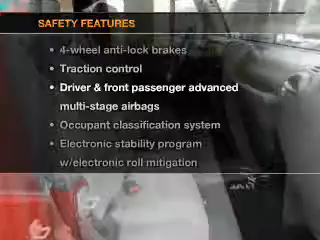 SAFETY FEATURES
• 4-wheel anti-lock brakes
• Traction control
• Driver & front passenger advanced
multi-stage airbags
• Occupant classification system
• Electronic stability program
w/electronic roll mitigation